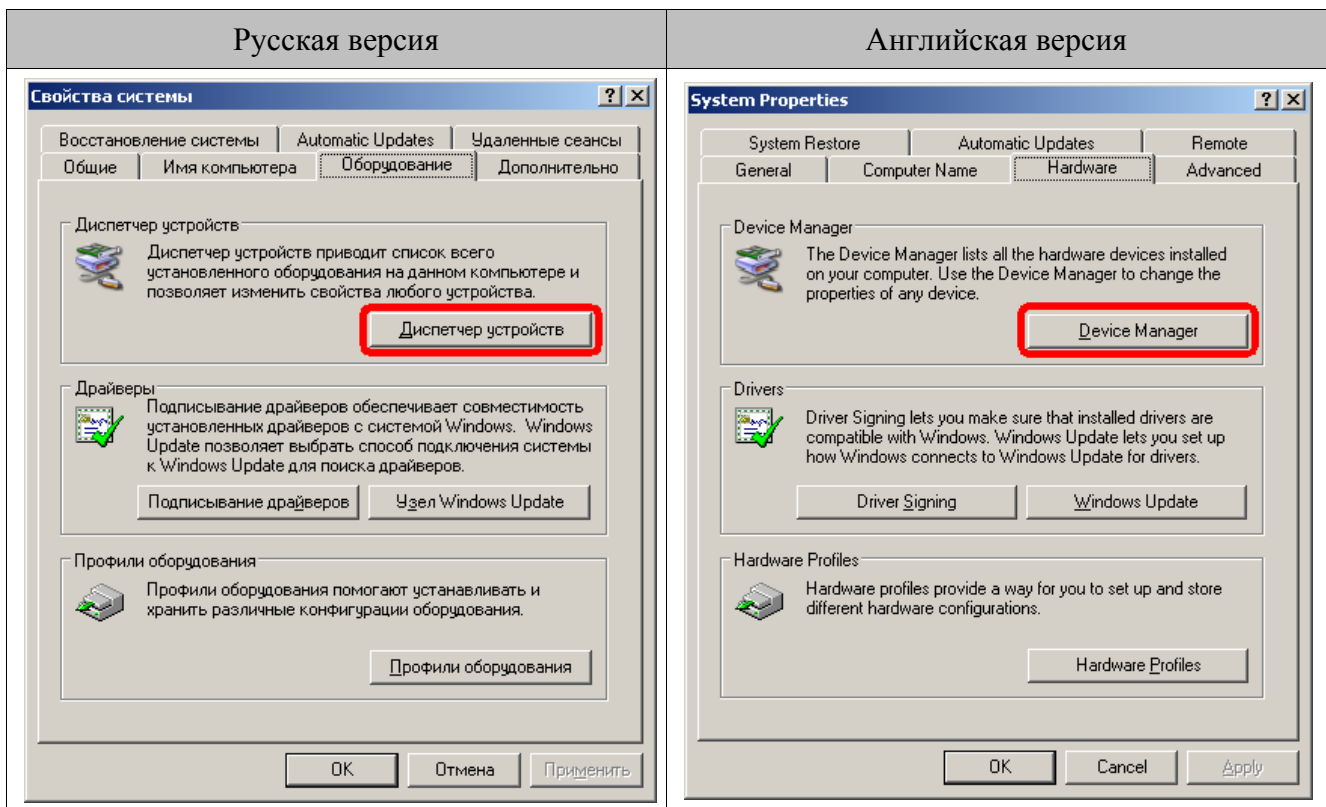 Русская версия
Английская версия
Свойства системы
Восстановление системы
Automatic Updates
Удаленные сеансы
Общие
Имя компьютера
Оборудование
Дополнительно
Диспетчер устройств
Диспетчер устройств приводит список всего
установленного оборудования на данном компьютере и
позволяет изменить свойства любого устройства.
Диспетчер устройств
Драйверы
Подписывание драйверов обеспечивает совместимость
установленных драйверов с системой Windows. Windows
Update позволяет выбрать способ подключения системы
к Windows Update для поиска драйверов.
Подписывание драйверов
Узел Windows Update
Профили оборудования
Профили оборудования помогают устанавливать и
хранить различные конфигурации оборудования.
Профили оборудования
OK
Отмена
Применить
System Properties
System Restore
Automatic Updates
Remote
General
Computer Name
Hardware
Advanced
Device Manager
The Device Manager lists all the hardware devices installed
on your computer. Use the Device Manager to change the
properties of any device.
Device Manager
Drivers
Driver Signing lets you make sure that installed drivers are
compatible with Windows. Windows Update lets you set up
how Windows connects to Windows Update for drivers.
Driver Signing
Windows Update
Hardware Profiles
Hardware profiles provide a way for you to set up and store
different hardware configurations.
Hardware Profiles
OK
Cancel
Apply